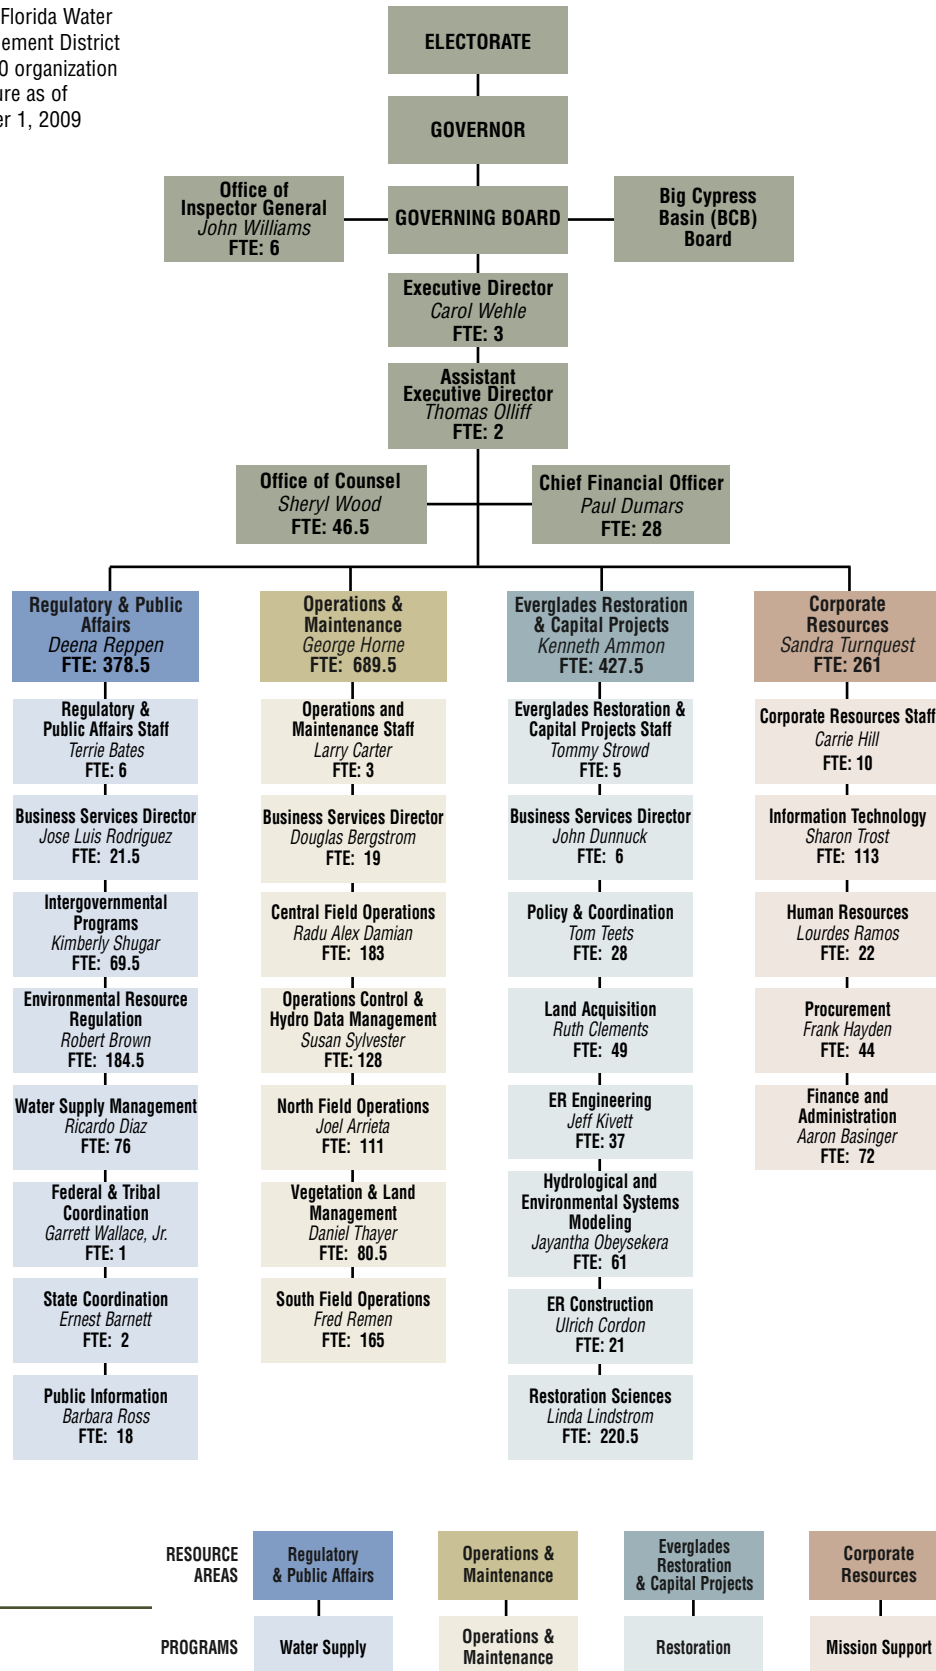 Florida Water
ement District
0 organization
ure as of
er 1, 2009
ELECTORATE
GOVERNOR
Office of
Inspector General
John Williams
FTE: 6
GOVERNING BOARD
Big Cypress
Basin (BCB)
Board
Executive Director
Carol Wehle
FTE: 3
Assistant
Executive Director
Thomas Olliff
FTE: 2
Office of Counsel
Sheryl Wood
FTE: 46.5
Chief Financial Officer
Paul Dumars
FTE: 28
Regulatory & Public
Affairs
Deena Reppen
FTE: 378.5
Regulatory &
Public Affairs Staff
Terrie Bates
FTE: 6
Business Services Director
Jose Luis Rodriguez
FTE: 21.5
Intergovernmental
Programs
Kimberly Shugar
FTE: 69.5
Environmental Resource
Regulation
Robert Brown
FTE: 184.5
Water Supply Management
Ricardo Diaz
FTE: 76
Federal & Tribal
Coordination
Garrett Wallace, Jr.
FTE: 1
State Coordination
Ernest Barnett
FTE: 2
Public Information
Barbara Ross
FTE: 18
Operations &
Maintenance
George Horne
FTE: 689.5
Operations and
Maintenance Staff
Larry Carter
FTE: 3
Business Services Director
Douglas Bergstrom
FTE: 19
Central Field Operations
Radu Alex Damian
FTE: 183
Operations Control &
Hydro Data Management
Susan Sylvester
FTE: 128
North Field Operations
Joel Arrieta
FTE: 111
Vegetation & Land
Management
Daniel Thayer
FTE: 80.5
South Field Operations
Fred Remen
FTE: 165
Everglades Restoration
& Capital Projects
Kenneth Ammon
FTE: 427.5
Everglades Restoration &
Capital Projects Staff
Tommy Strowd
FTE: 5
Business Services Director
John Dunnuck
FTE: 6
Policy & Coordination
Tom Teets
FTE: 28
Land Acquisition
Ruth Clements
FTE: 49
ER Engineering
Jeff Kivett
FTE: 37
Hydrological and
Environmental Systems
Modeling
Jayantha Obeysekera
FTE: 61
ER Construction
Ulrich Cordon
FTE: 21
Restoration Sciences
Linda Lindstrom
FTE: 220.5
Corporate
Resources
Sandra Turnquest
FTE: 261
Corporate Resources Staff
Carrie Hill
FTE: 10
Information Technology
Sharon Trost
FTE: 113
Human Resources
Lourdes Ramos
FTE: 22
Procurement
Frank Hayden
FTE: 44
Finance and
Administration
Aaron Basinger
FTE: 72
RESOURCE
AREAS
Regulatory
& Public Affairs
Operations &
Maintenance
Everglades
Restoration
& Capital Projects
Corporate
Resources
PROGRAMS
Water Supply
Operations &
Maintenance
Restoration
Mission Support